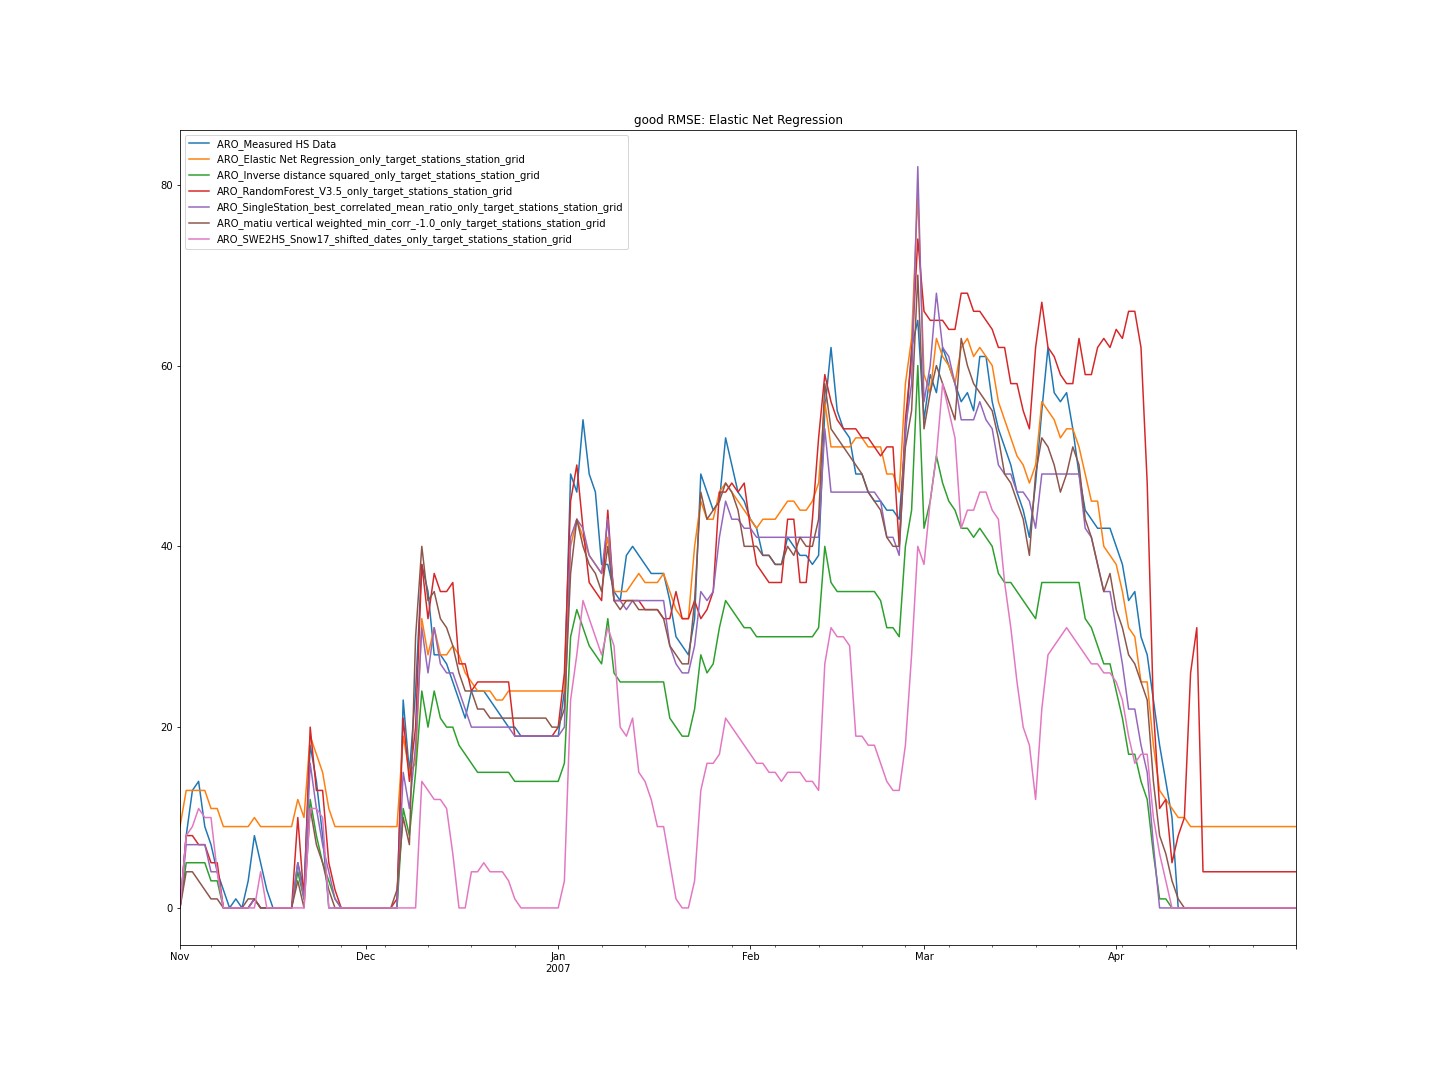 good RMSE: Elastic Net Regression
ARO_Measured HS Data
ARO_Elastic Net Regression_only_target_stations_station_grid
ARO_Inverse distance squared_only_target_stations_station_grid
ARO_RandomForest_V3.5_only_target_stations_station_grid
ARO_SingleStation_best_correlated_mean_ratio_only_target_stations_station_grid
ARO_matiu vertical weighted_min_corr_-1.0_only_target_stations_station_grid
ARO_SWE2HS_Snow17_shifted_dates_only_target_stations_station_grid
80
60
40
20
0
Nov Dec Jan Feb Mar Apr
2007